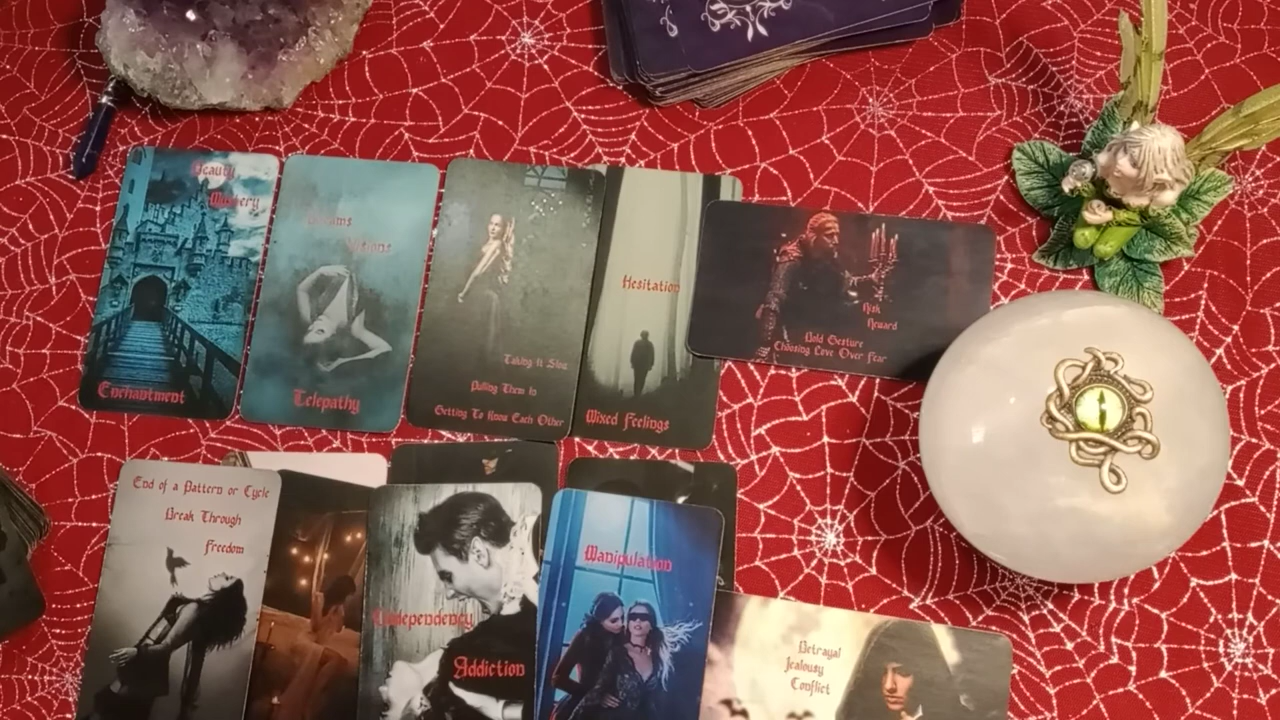 Beauty
Mystery
Enchantment
Visions
Telepathy
Taking It Slow
Pulling Them In
Getting To Know Each Other
Hesitation
Mixed Feelings
Risk
Reward
Bold Gesture
Choosing Love Over Fear
End of a Pattern or Cycle
Break Through
Freedom
Addiction
Manipulation
Betrayal
Jealousy
Conflict